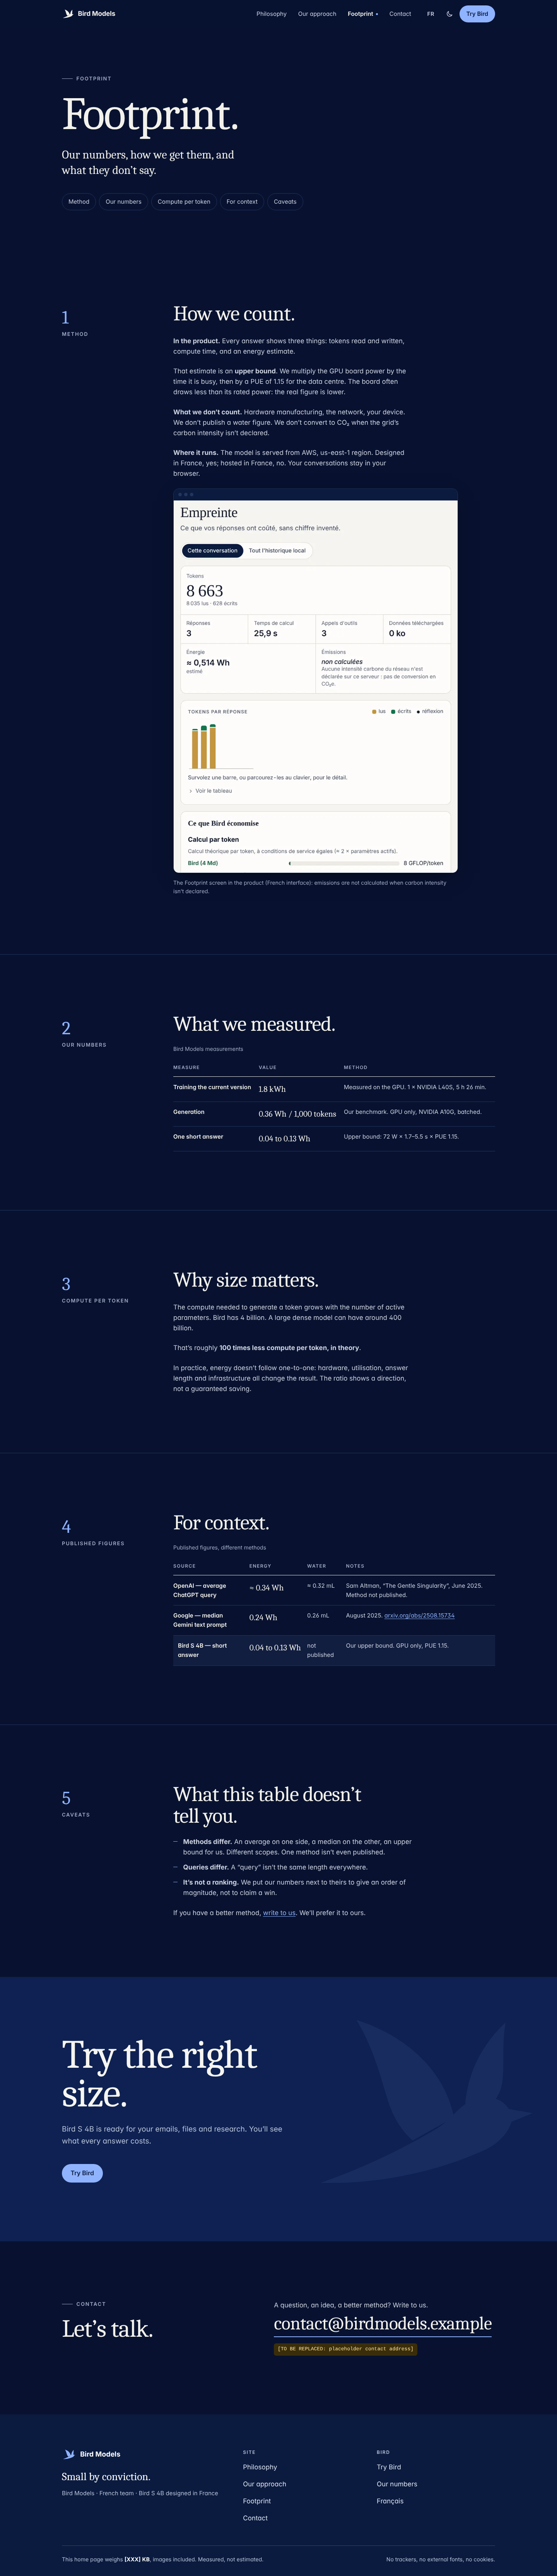 Bird Models
Philosophy
Our approach
Footprint
Contact
FR
Try Bird
FOOTPRINT
Footprint.
Our numbers, how we get them, and
what they don't say.
Method
Our numbers
Compute per token
For context
Caveats
1
METHOD
How we count.
In the product. Every answer shows three things: tokens read and written,
compute time, and an energy estimate.
That estimate is an upper bound. We multiply the GPU board power by the
time it is busy, then by a PUE of 1.15 for the data centre. The board often
draws less than its rated power: the real figure is lower.
What we don't count. Hardware manufacturing, the network, your device.
We don't publish a water figure. We don't convert to CO₂ when the grid's
carbon intensity isn't declared.
Where it runs. The model is served from AWS, us-east-1 region. Designed
in France, yes; hosted in France, no. Your conversations stay in your
browser.
Empreinte
Ce que vos réponses ont coûté, sans chiffre inventé.
Cette conversation
Tout l'historique local
Tokens
8 663
8 035 lus · 628 écrits
Réponses
3
Temps de calcul
25,9 s
Appels d'outils
3
Données téléchargées
0 ko
Énergie
≈ 0,514 Wh
estimé
Émissions
non calculées
Aucune intensité carbone du réseau n'est
déclarée sur ce serveur : pas de conversion en
CO₂e.
TOKENS PAR RÉPONSE
lus
écrits
réflexion
Survolez une barre, ou parcourez-les au clavier, pour le détail.
Voir le tableau
Ce que Bird économise
Calcul par token
Calcul théorique par token, à conditions de service égales (≈ 2 × paramètres actifs).
Bird (4 Md)
8 GFLOP/token
The Footprint screen in the product (French interface): emissions are not calculated when carbon intensity
isn't declared.
2
OUR NUMBERS
What we measured.
Bird Models measurements
MEASURE
VALUE
METHOD
Training the current version
1.8 kWh
Measured on the GPU. 1 × NVIDIA L40S, 5 h 26 min.
Generation
0.36 Wh / 1,000 tokens
Our benchmark. GPU only, NVIDIA A10G, batched.
One short answer
0.04 to 0.13 Wh
Upper bound: 72 W × 1.7–5.5 s × PUE 1.15.
3
COMPUTE PER TOKEN
Why size matters.
The compute needed to generate a token grows with the number of active
parameters. Bird has 4 billion. A large dense model can have around 400
billion.
That's roughly 100 times less compute per token, in theory.
In practice, energy doesn't follow one-to-one: hardware, utilisation, answer
length and infrastructure all change the result. The ratio shows a direction,
not a guaranteed saving.
4
PUBLISHED FIGURES
For context.
Published figures, different methods
SOURCE
ENERGY
WATER
NOTES
OpenAI — average
ChatGPT query
≈ 0.34 Wh
≈ 0.32 mL
Sam Altman, "The Gentle Singularity", June 2025.
Method not published.
Google — median
Gemini text prompt
0.24 Wh
0.26 mL
August 2025. arxiv.org/abs/2508.15734
Bird S 4B — short
answer
0.04 to 0.13 Wh
not
published
Our upper bound. GPU only, PUE 1.15.
5
CAVEATS
What this table doesn't
tell you.
— Methods differ. An average on one side, a median on the other, an upper
bound for us. Different scopes. One method isn't even published.
— Queries differ. A "query" isn't the same length everywhere.
— It's not a ranking. We put our numbers next to theirs to give an order of
magnitude, not to claim a win.
If you have a better method, write to us. We'll prefer it to ours.
Try the right
size.
Bird S 4B is ready for your emails, files and research. You'll see
what every answer costs.
Try Bird
CONTACT
Let's talk.
A question, an idea, a better method? Write to us.
contact@birdmodels.example
[TO BE REPLACED: placeholder contact address]
Bird Models
Small by conviction.
Bird Models · French team · Bird S 4B designed in France
SITE
Philosophy
Our approach
Footprint
Contact
BIRD
Try Bird
Our numbers
Français
This home page weighs [XXX] KB, images included. Measured, not estimated.
No trackers, no external fonts, no cookies.